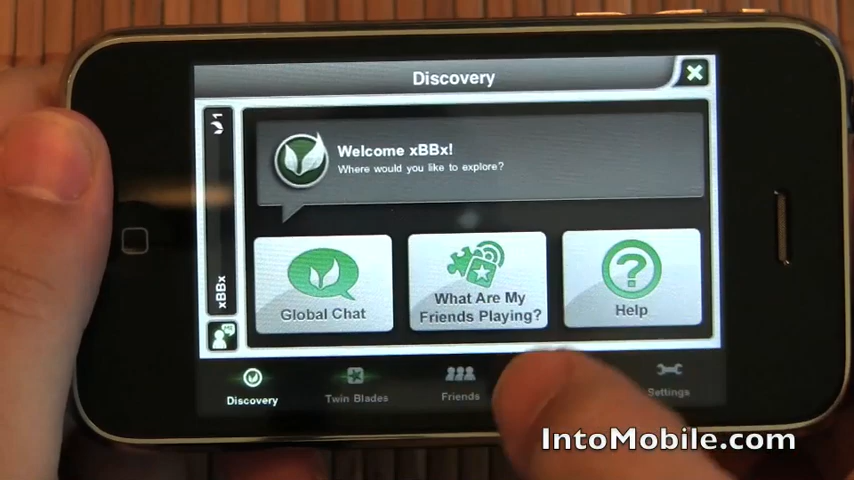 Discovery
1
Welcome xBBx!
Where would you like to explore?
xBBx
Global Chat
What Are My
Friends Playing?
Help
Discovery
Twin Blades
Friends
Settings
IntoMobile.com